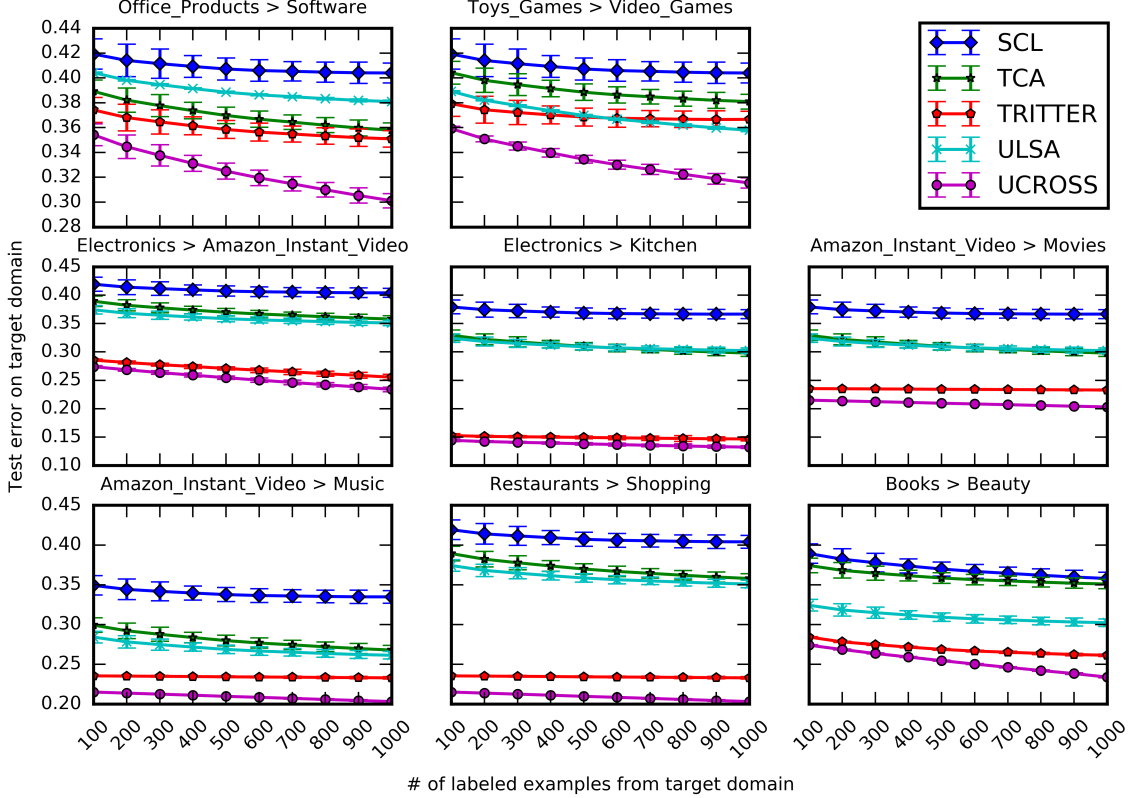 Office_Products > Software
Toys_Games > Video_Games
0.44
0.42
0.40
0.38
0.36
0.34
0.32
0.30
0.28
SCL
TCA
TRITTER
ULSA
UCROSS
Test error on target domain
Electronics > Amazon_Instant_Video
Electronics > Kitchen
Amazon_Instant_Video > Movies
0.45
0.40
0.35
0.30
0.25
0.20
0.15
0.10
Amazon_Instant_Video > Music
Restaurants > Shopping
Books > Beauty
0.45
0.40
0.35
0.30
0.25
0.20
100 200 300 400 500 600 700 800 900 1000
100 200 300 400 500 600 700 800 900 1000
100 200 300 400 500 600 700 800 900 1000
# of labeled examples from target domain